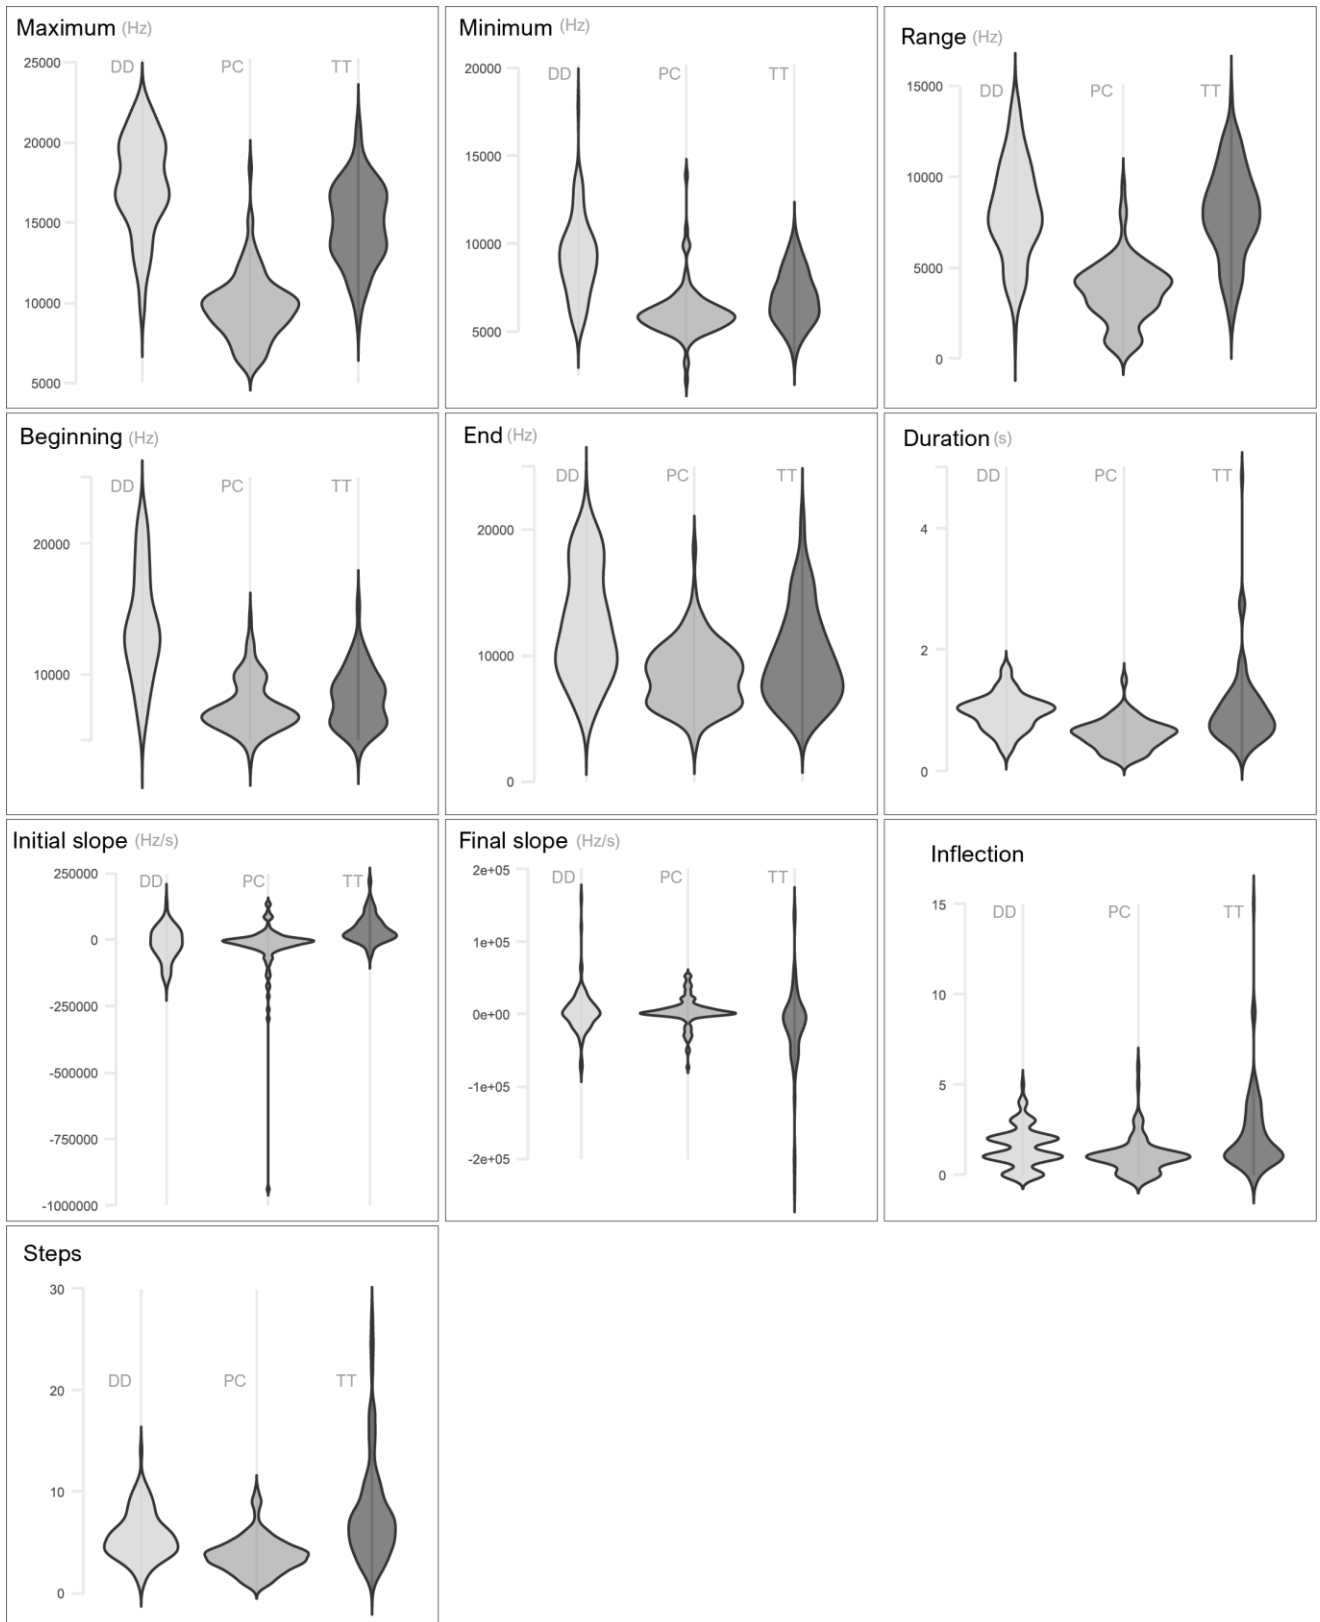 Maximum (Hz)
25000
20000
15000
10000
5000
DD
PC
TT
Minimum (Hz)
20000
15000
10000
5000
DD
PC
TT
Range (Hz)
15000
10000
5000
0
DD
PC
TT
Beginning (Hz)
20000
10000
DD
PC
TT
End (Hz)
20000
10000
0
DD
PC
TT
Duration (s)
4
2
0
DD
PC
TT
Initial slope (Hz/s)
250000
0
-250000
-500000
-750000
-1000000
DD
PC
TT
Final slope (Hz/s)
2e+05
1e+05
0e+00
-1e+05
-2e+05
DD
PC
TT
Inflection
15
10
5
0
DD
PC
TT
Steps
30
20
10
0
DD
PC
TT